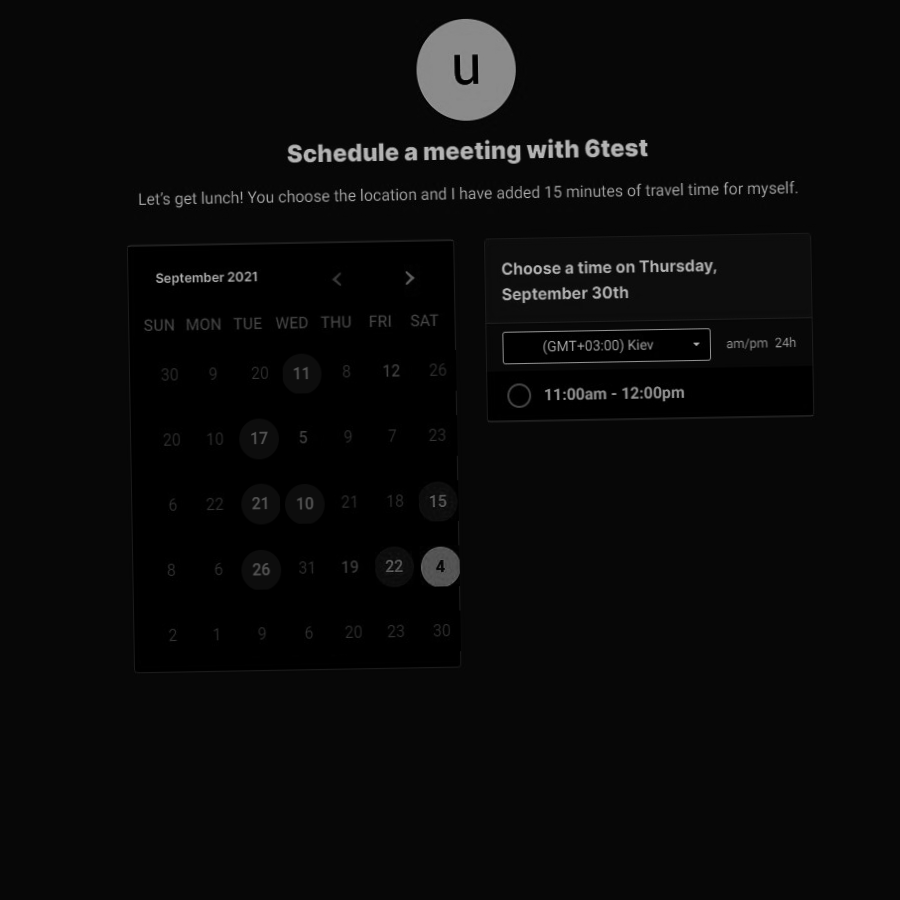 u
Schedule a meeting with 6test
Let's get lunch! You choose the location and I have added 15 minutes of travel time for myself.
September 2021
SUN MON TUE WED THU FRI SAT
30 9 20 11 8 12 26
20 10 17 5 9 7 23
6 22 21 10 21 18 15
8 6 26 31 19 22 4
2 1 9 6 20 23 30
Choose a time on Thursday,
September 30th
(GMT+03:00) Kiev am/pm 24h
11:00am - 12:00pm